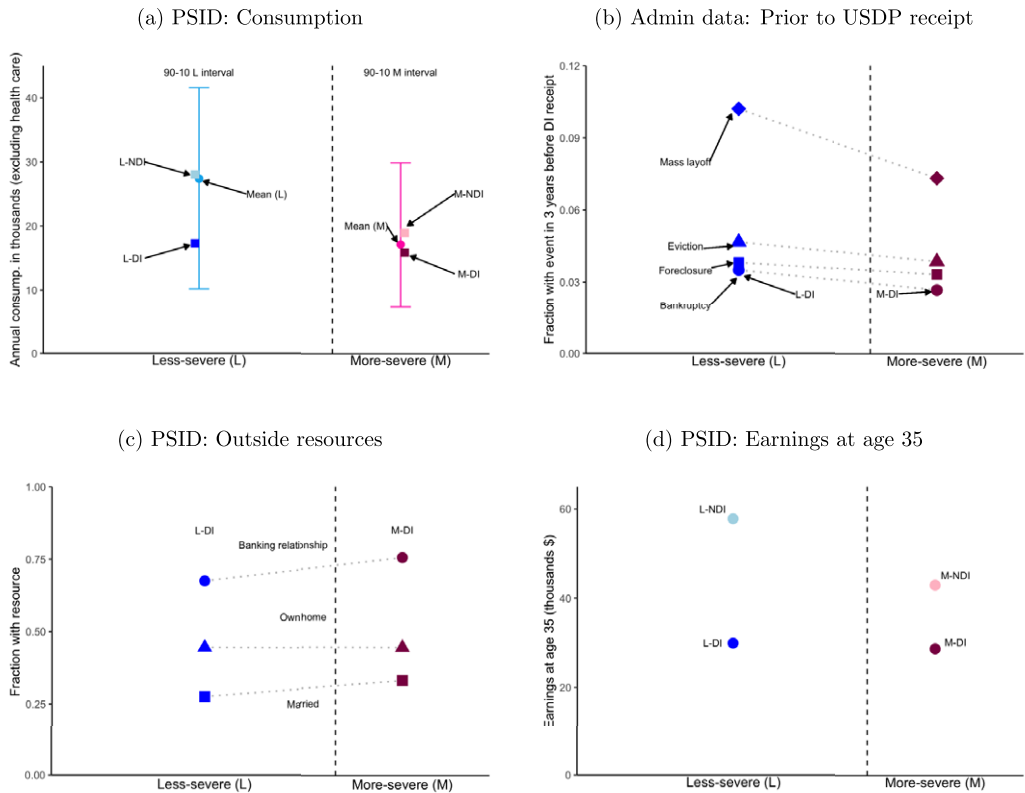 (a) PSID: Consumption
Annual consump. in thousands (excluding health care)
40
30
20
10
0
90-10 L interval
90-10 M interval
L-NDI
Mean (L)
L-DI
M-NDI
Mean (M)
M-DI
Less-severe (L)
More-severe (M)
(b) Admin data: Prior to USDP receipt
Fraction with event in 3 years before DI receipt
0.12
0.09
0.06
0.03
0.00
Mass layoff
Eviction
Foreclosure
Bankruptcy
L-DI
M-DI
Less-severe (L)
More-severe (M)
(c) PSID: Outside resources
Fraction with resource
1.00
0.75
0.50
0.25
0.00
L-DI
M-DI
Banking relationship
Own home
Married
Less-severe (L)
More-severe (M)
(d) PSID: Earnings at age 35
Earnings at age 35 (thousands $)
60
40
20
0
L-NDI
M-NDI
L-DI
M-DI
Less-severe (L)
More-severe (M)